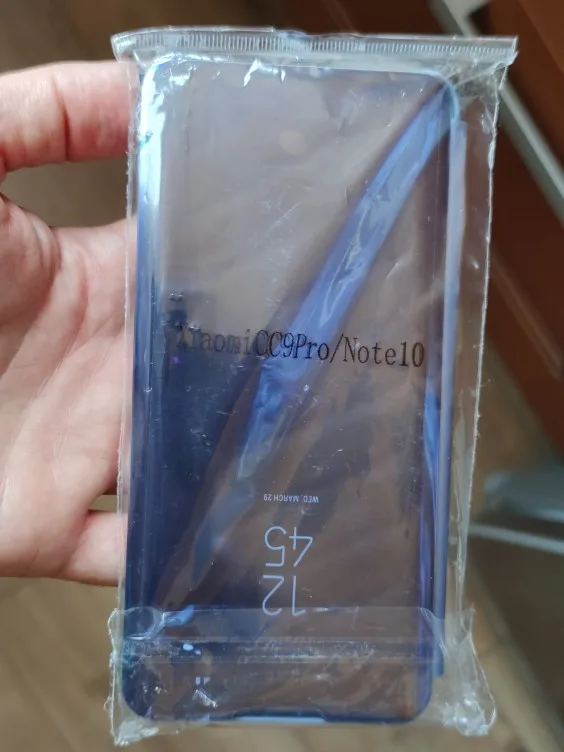 XiaomiCC9Pro/Note10
12
45
WED, MARCH 29